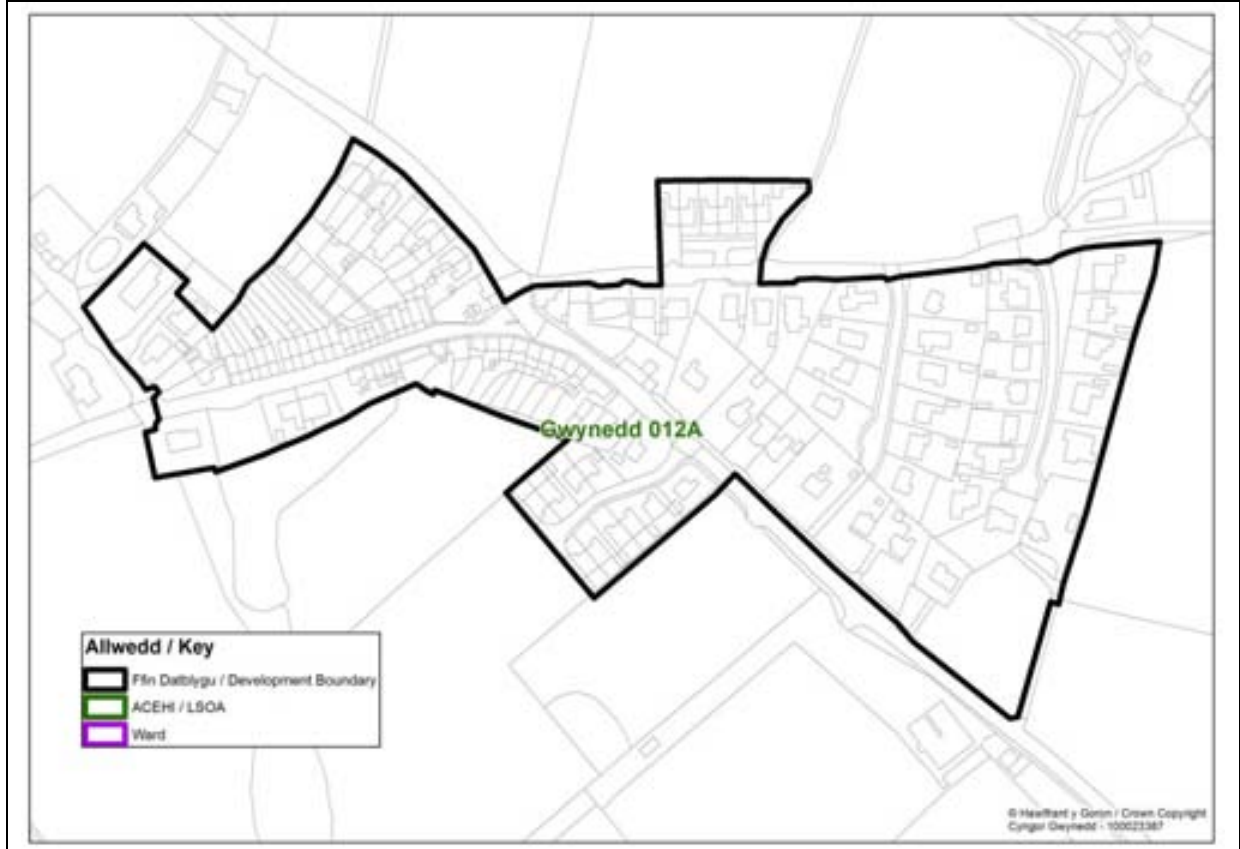 Gwynedd 012A
Allwedd / Key
Ffin Datblygu / Development Boundary
ACEHI / LSOA
Ward
© Hawlfraint y Goron / Crown Copyright
Cyngor Gwynedd - 100023387